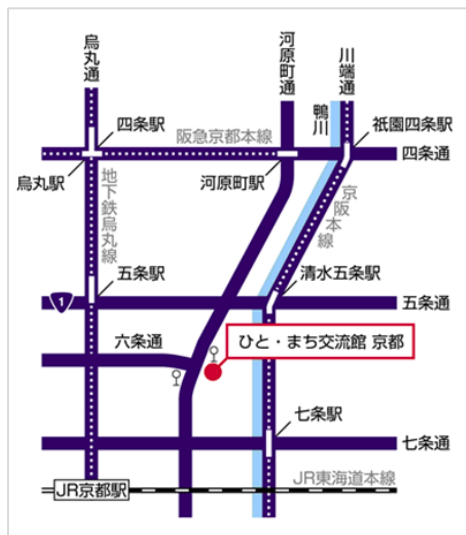 烏丸通
河原町通
川端通
鴨川
四条駅
阪急京都本線
祇園四条駅
四条通
烏丸駅
地下鉄烏丸線
河原町駅
京阪本線
五条駅
清水五条駅
1
五条通
六条通
ひと・まち交流館 京都
七条駅
七条通
JR京都駅
JR東海道本線